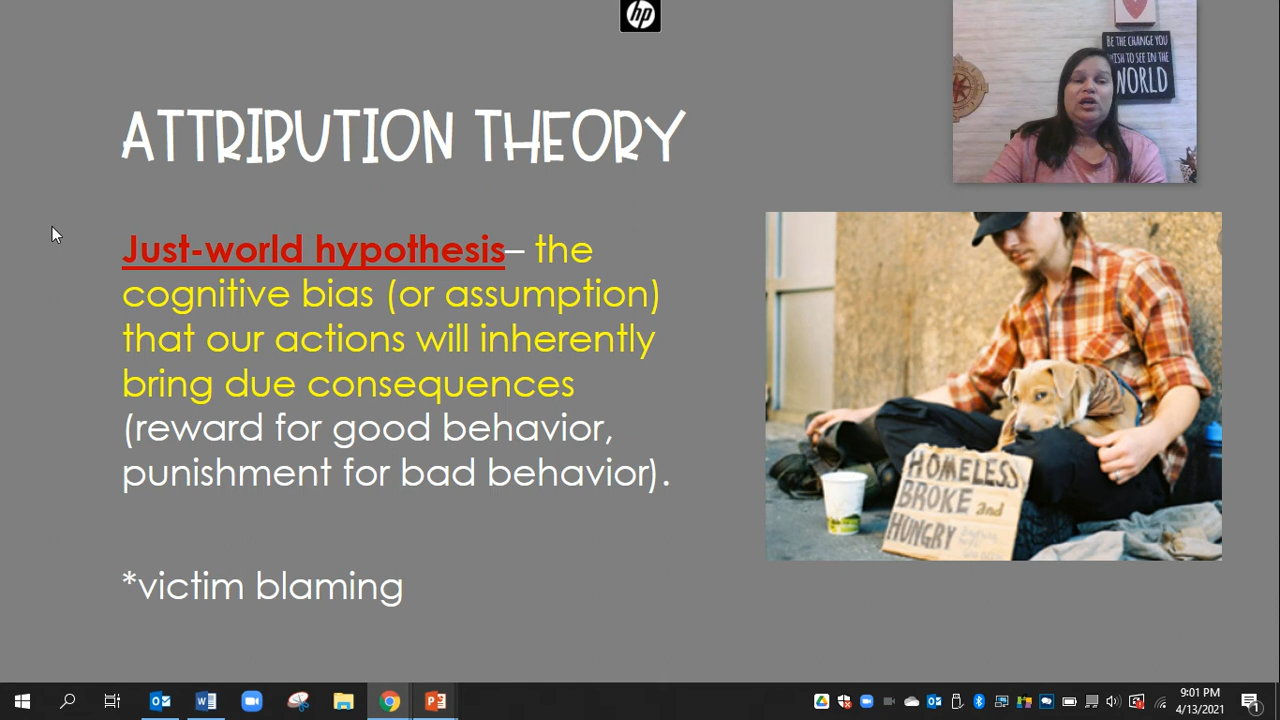 hp
BE THE CHANGE YOU
WISH TO SEE IN THE
WORLD
ATTRIBUTION THEORY
Just-world hypothesis– the
cognitive bias (or assumption)
that our actions will inherently
bring due consequences
(reward for good behavior,
punishment for bad behavior).
*victim blaming
HOMELESS
BROKE and
HUNGRY
9:01 PM
4/13/2021